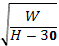 √(W / (H − 30))